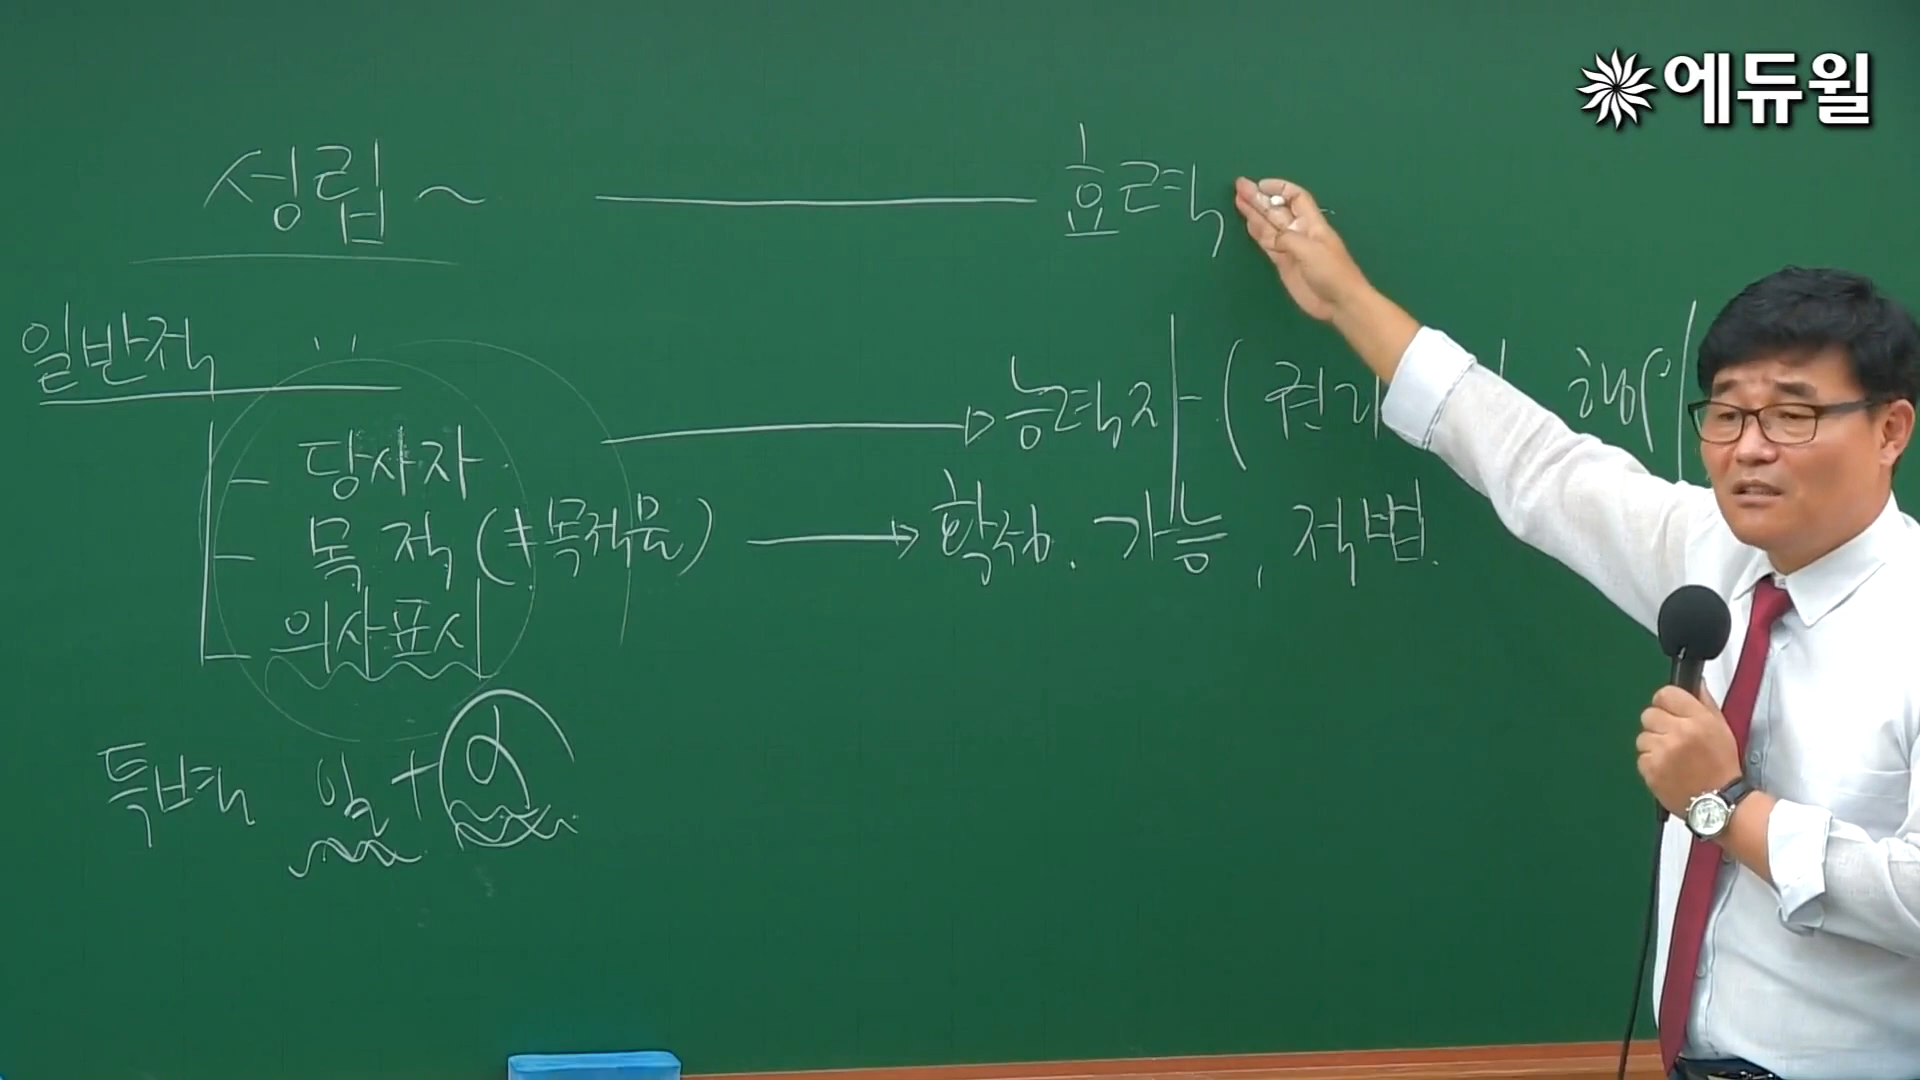 에듀윌
성립 ~ ─── 효력
일반적
- 당사자 → 능력자 - ( 권리
- 목적 (≠목적물) → 확정. 가능, 적법.
- 의사표시
특별 일 + α